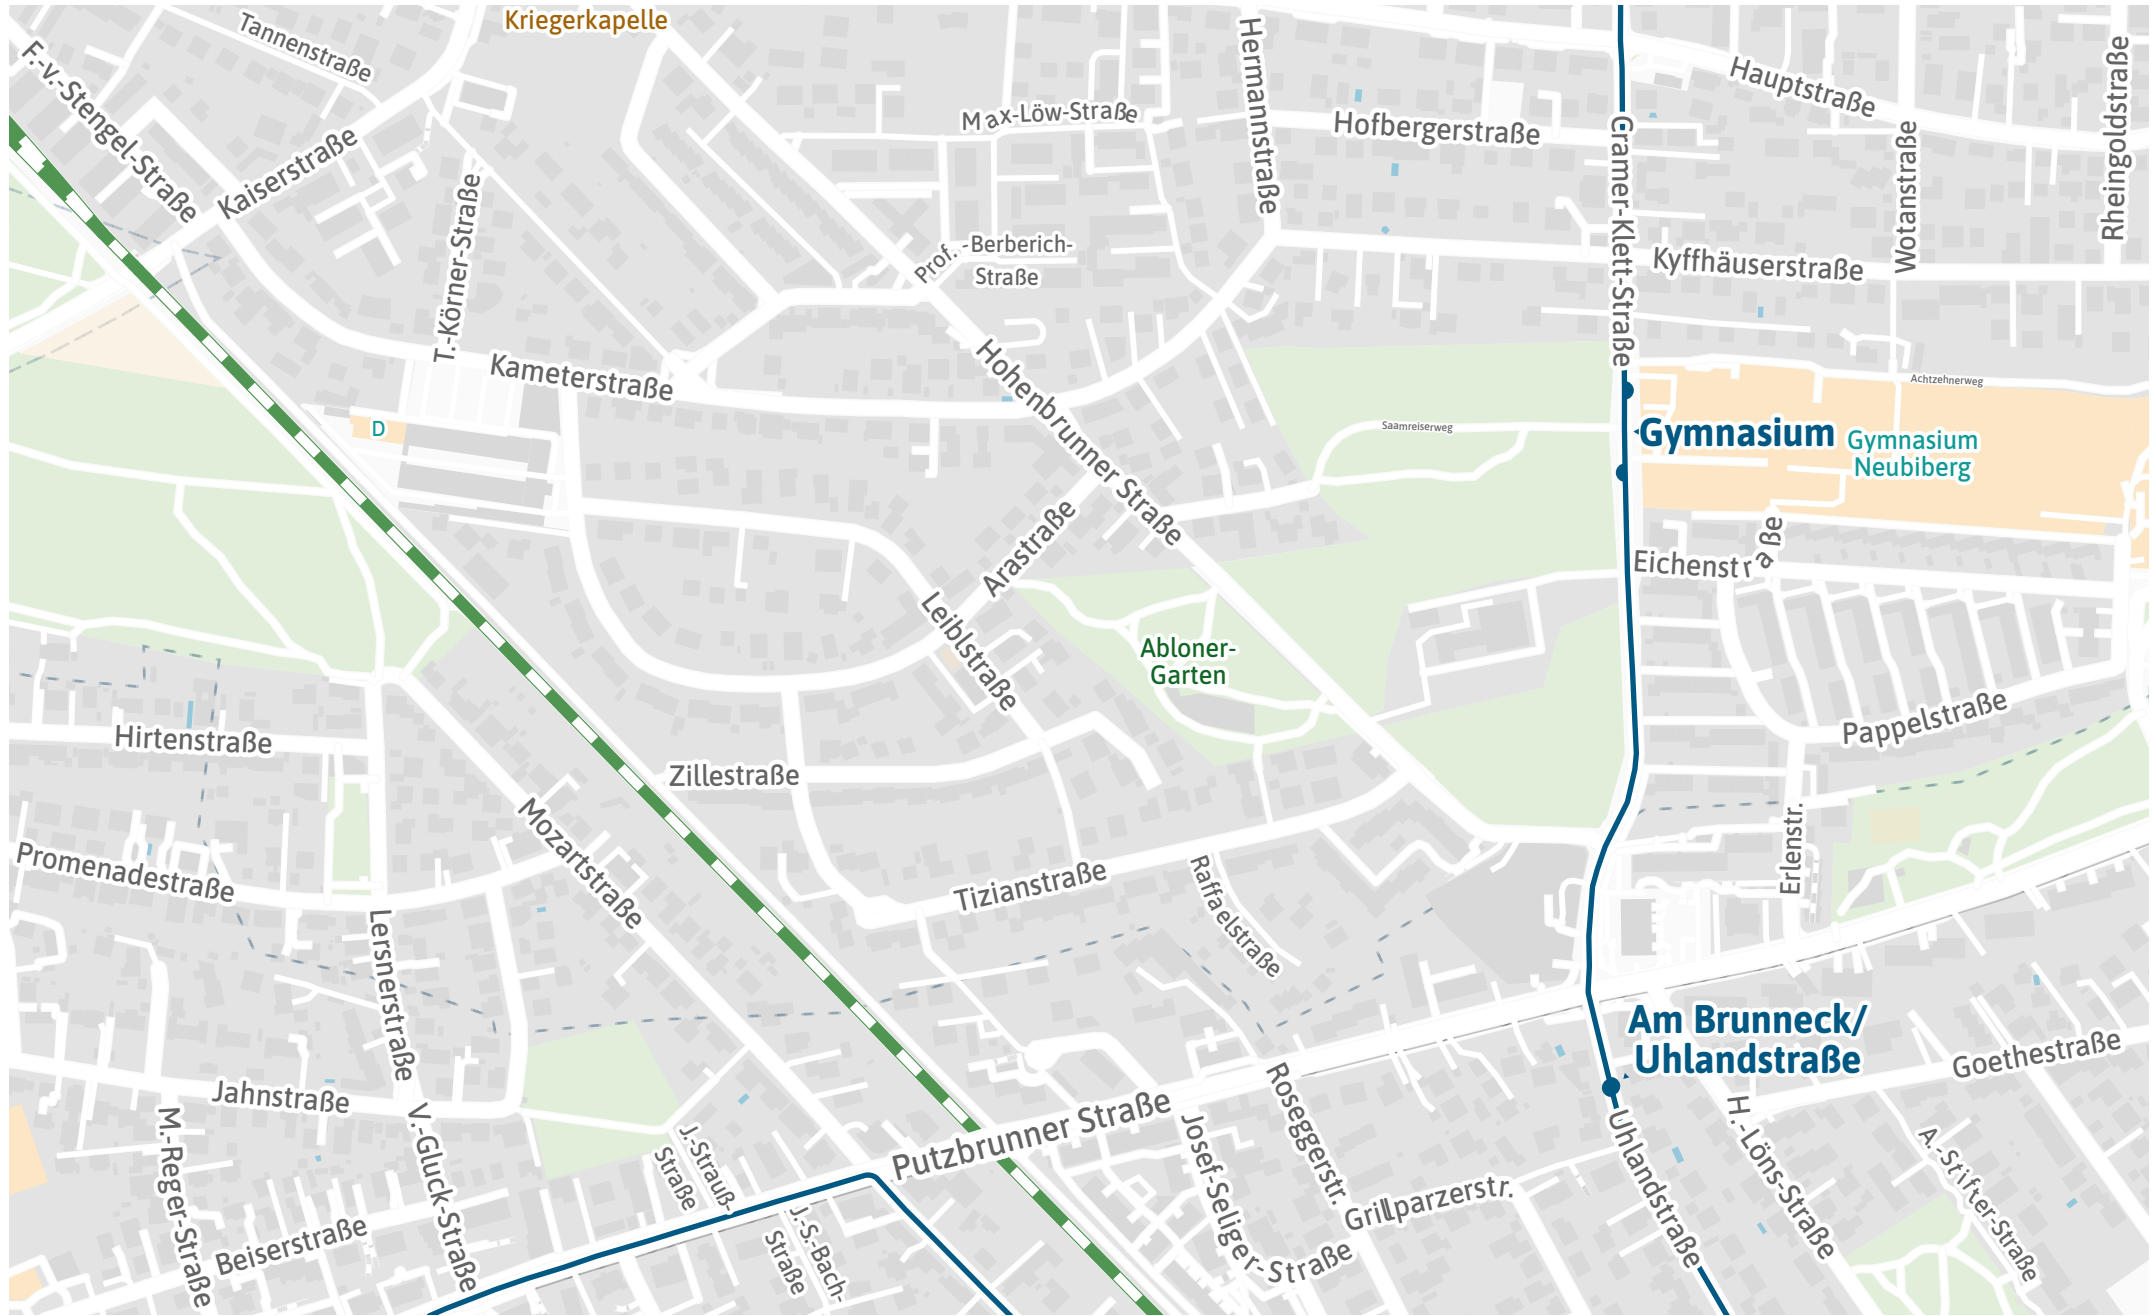 Kriegerkapelle
Tannenstraße
F.-v.-Stengel-Straße
Kaiserstraße
T.-Körner-Straße
Max-Löw-Straße
Hermannstraße
Hofbergerstraße
Cramer-Klett-Straße
Hauptstraße
Wotanstraße
Rheingoldstraße
Prof.-Berberich-
Straße
Kyffhäuserstraße
Kameterstraße
Hohenbrunner Straße
Achtzehnerweg
D
Saamreiserweg
Gymnasium
Gymnasium
Neubiberg
Arastraße
Eichenstraße
Leiblstraße
Abloner-
Garten
Hirtenstraße
Zillestraße
Pappelstraße
Mozartstraße
Promenadestraße
Tizianstraße
Raffaelstraße
Erlenstr.
Lersnerstraße
Am Brunneck/
Uhlandstraße
Goethestraße
Jahnstraße
Putzbrunner Straße
Roseggerstr.
M.-Reger-Straße
V.-Gluck-Straße
J.-Strauß-
Straße
Josef-Seliger-Straße
Uhlandstraße
H.-Löns-Straße
A.-Stifter-Straße
Grillparzerstr.
Beiserstraße
J.-S.-Bach-
Straße